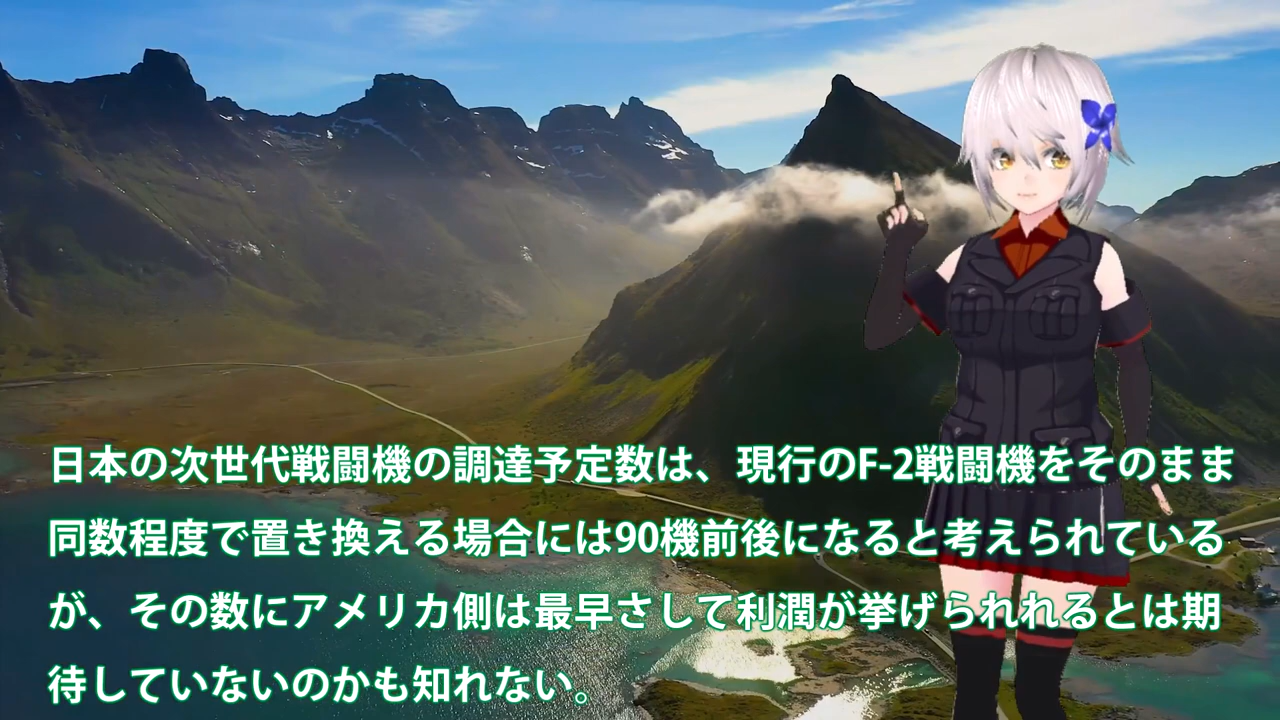 日本の次世代戦闘機の調達予定数は、現行のF-2戦闘機をそのまま
同数程度で置き換える場合には90機前後になると考えられている
が、その数にアメリカ側は最早さして利潤が挙げられれるとは期
待していないのかも知れない。